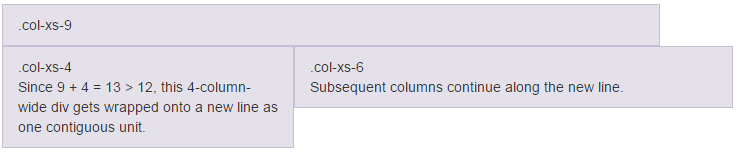 .col-xs-9
.col-xs-4
Since 9 + 4 = 13 > 12, this 4-column-
wide div gets wrapped onto a new line as
one contiguous unit.
.col-xs-6
Subsequent columns continue along the new line.